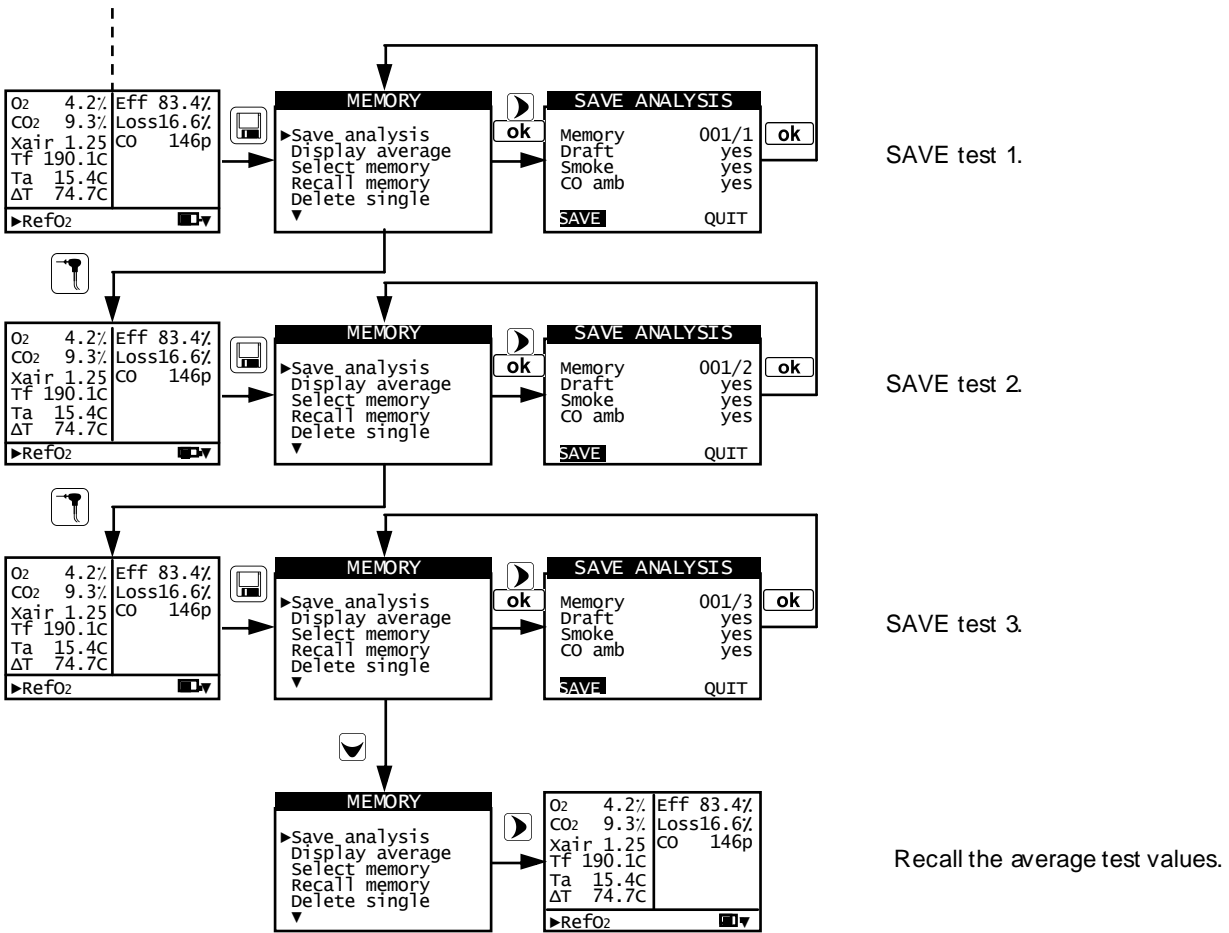 O2 4.2% Eff 83.4%
CO2 9.3% Loss16.6%
Xair 1.25 CO 146p
Tf 190.1C
Ta 15.4C
ΔT 74.7C
►RefO2 ▼
MEMORY
►Save analysis
Display average
Select memory
Recall memory
Delete single
▼
ok
SAVE ANALYSIS
Memory 001/1
Draft yes
Smoke yes
CO amb yes
SAVE QUIT
ok
SAVE test 1.
O2 4.2% Eff 83.4%
CO2 9.3% Loss16.6%
Xair 1.25 CO 146p
Tf 190.1C
Ta 15.4C
ΔT 74.7C
►RefO2 ▼
MEMORY
►Save analysis
Display average
Select memory
Recall memory
Delete single
▼
ok
SAVE ANALYSIS
Memory 001/2
Draft yes
Smoke yes
CO amb yes
SAVE QUIT
ok
SAVE test 2.
O2 4.2% Eff 83.4%
CO2 9.3% Loss16.6%
Xair 1.25 CO 146p
Tf 190.1C
Ta 15.4C
ΔT 74.7C
►RefO2 ▼
MEMORY
►Save analysis
Display average
Select memory
Recall memory
Delete single
▼
ok
SAVE ANALYSIS
Memory 001/3
Draft yes
Smoke yes
CO amb yes
SAVE QUIT
ok
SAVE test 3.
MEMORY
►Save analysis
Display average
Select memory
Recall memory
Delete single
▼
O2 4.2% Eff 83.4%
CO2 9.3% Loss16.6%
Xair 1.25 CO 146p
Tf 190.1C
Ta 15.4C
ΔT 74.7C
►RefO2 ▼
Recall the average test values.